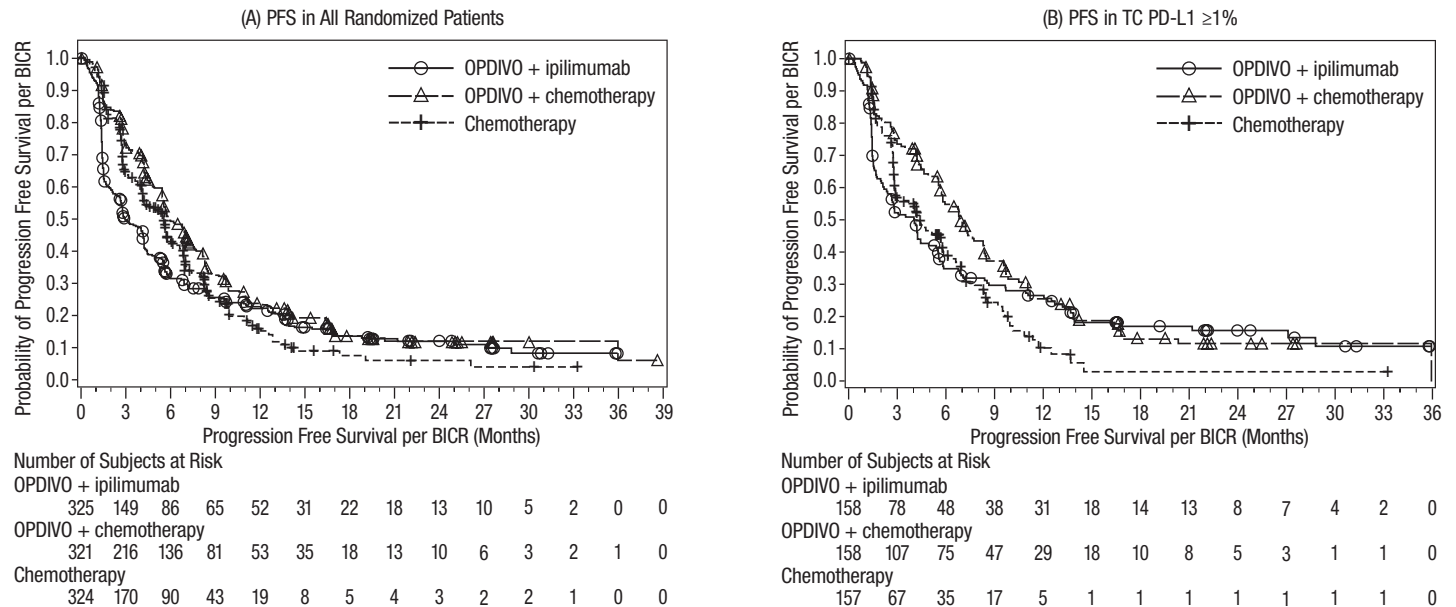 (A) PFS in All Randomized Patients
Probability of Progression Free Survival per BICR
1.0
0.9
0.8
0.7
0.6
0.5
0.4
0.3
0.2
0.1
0.0
OPDIVO + ipilimumab
OPDIVO + chemotherapy
Chemotherapy
0 3 6 9 12 15 18 21 24 27 30 33 36 39
Progression Free Survival per BICR (Months)
Number of Subjects at Risk
OPDIVO + ipilimumab
325 149 86 65 52 31 22 18 13 10 5 2 0 0
OPDIVO + chemotherapy
321 216 136 81 53 35 18 13 10 6 3 2 1 0
Chemotherapy
324 170 90 43 19 8 5 4 3 2 2 1 0 0
(B) PFS in TC PD-L1 ≥1%
Probability of Progression Free Survival per BICR
1.0
0.9
0.8
0.7
0.6
0.5
0.4
0.3
0.2
0.1
0.0
OPDIVO + ipilimumab
OPDIVO + chemotherapy
Chemotherapy
0 3 6 9 12 15 18 21 24 27 30 33 36
Progression Free Survival per BICR (Months)
Number of Subjects at Risk
OPDIVO + ipilimumab
158 78 48 38 31 18 14 13 8 7 4 2 0
OPDIVO + chemotherapy
158 107 75 47 29 18 10 8 5 3 1 1 0
Chemotherapy
157 67 35 17 5 1 1 1 1 1 1 1 0